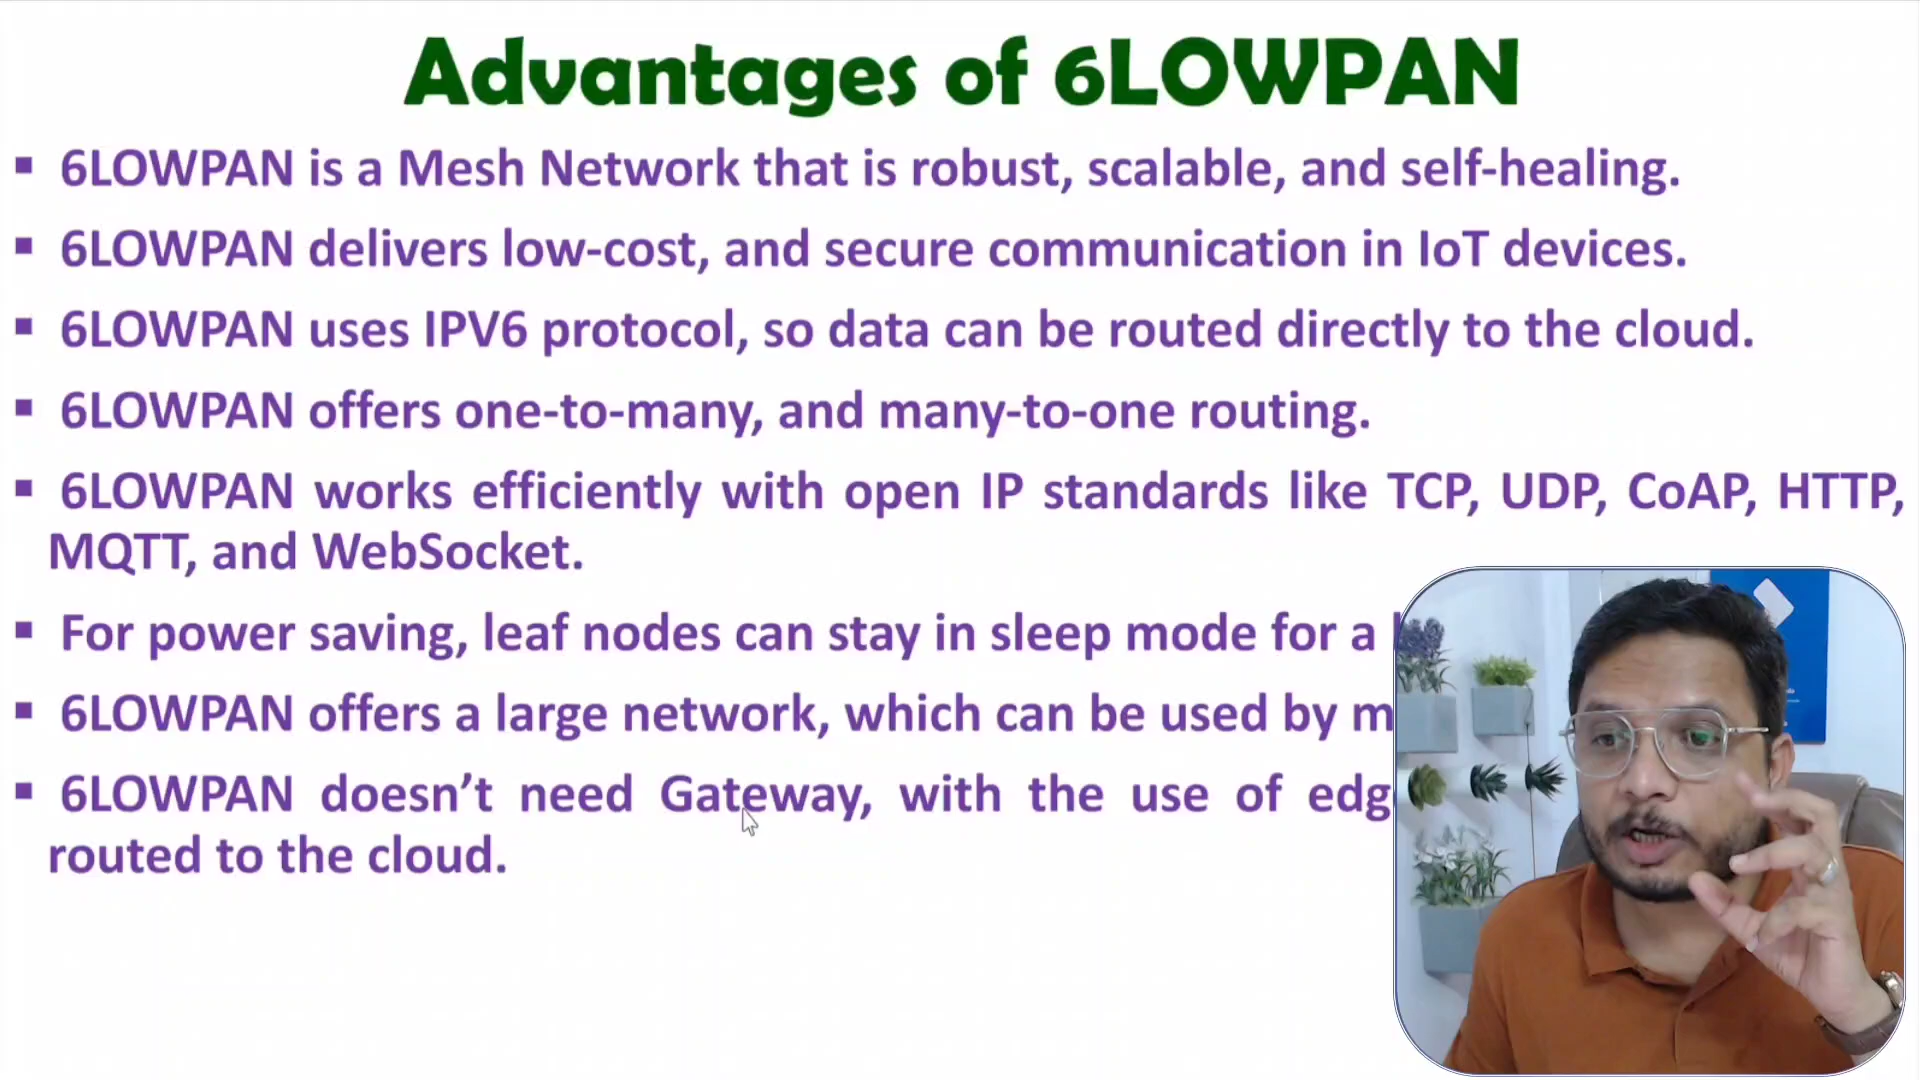 Advantages of 6LOWPAN
▪ 6LOWPAN is a Mesh Network that is robust, scalable, and self-healing.
▪ 6LOWPAN delivers low-cost, and secure communication in IoT devices.
▪ 6LOWPAN uses IPV6 protocol, so data can be routed directly to the cloud.
▪ 6LOWPAN offers one-to-many, and many-to-one routing.
▪ 6LOWPAN works efficiently with open IP standards like TCP, UDP, CoAP, HTTP,
MQTT, and WebSocket.
▪ For power saving, leaf nodes can stay in sleep mode for a
▪ 6LOWPAN offers a large network, which can be used by
▪ 6LOWPAN doesn’t need Gateway, with the use of
routed to the cloud.